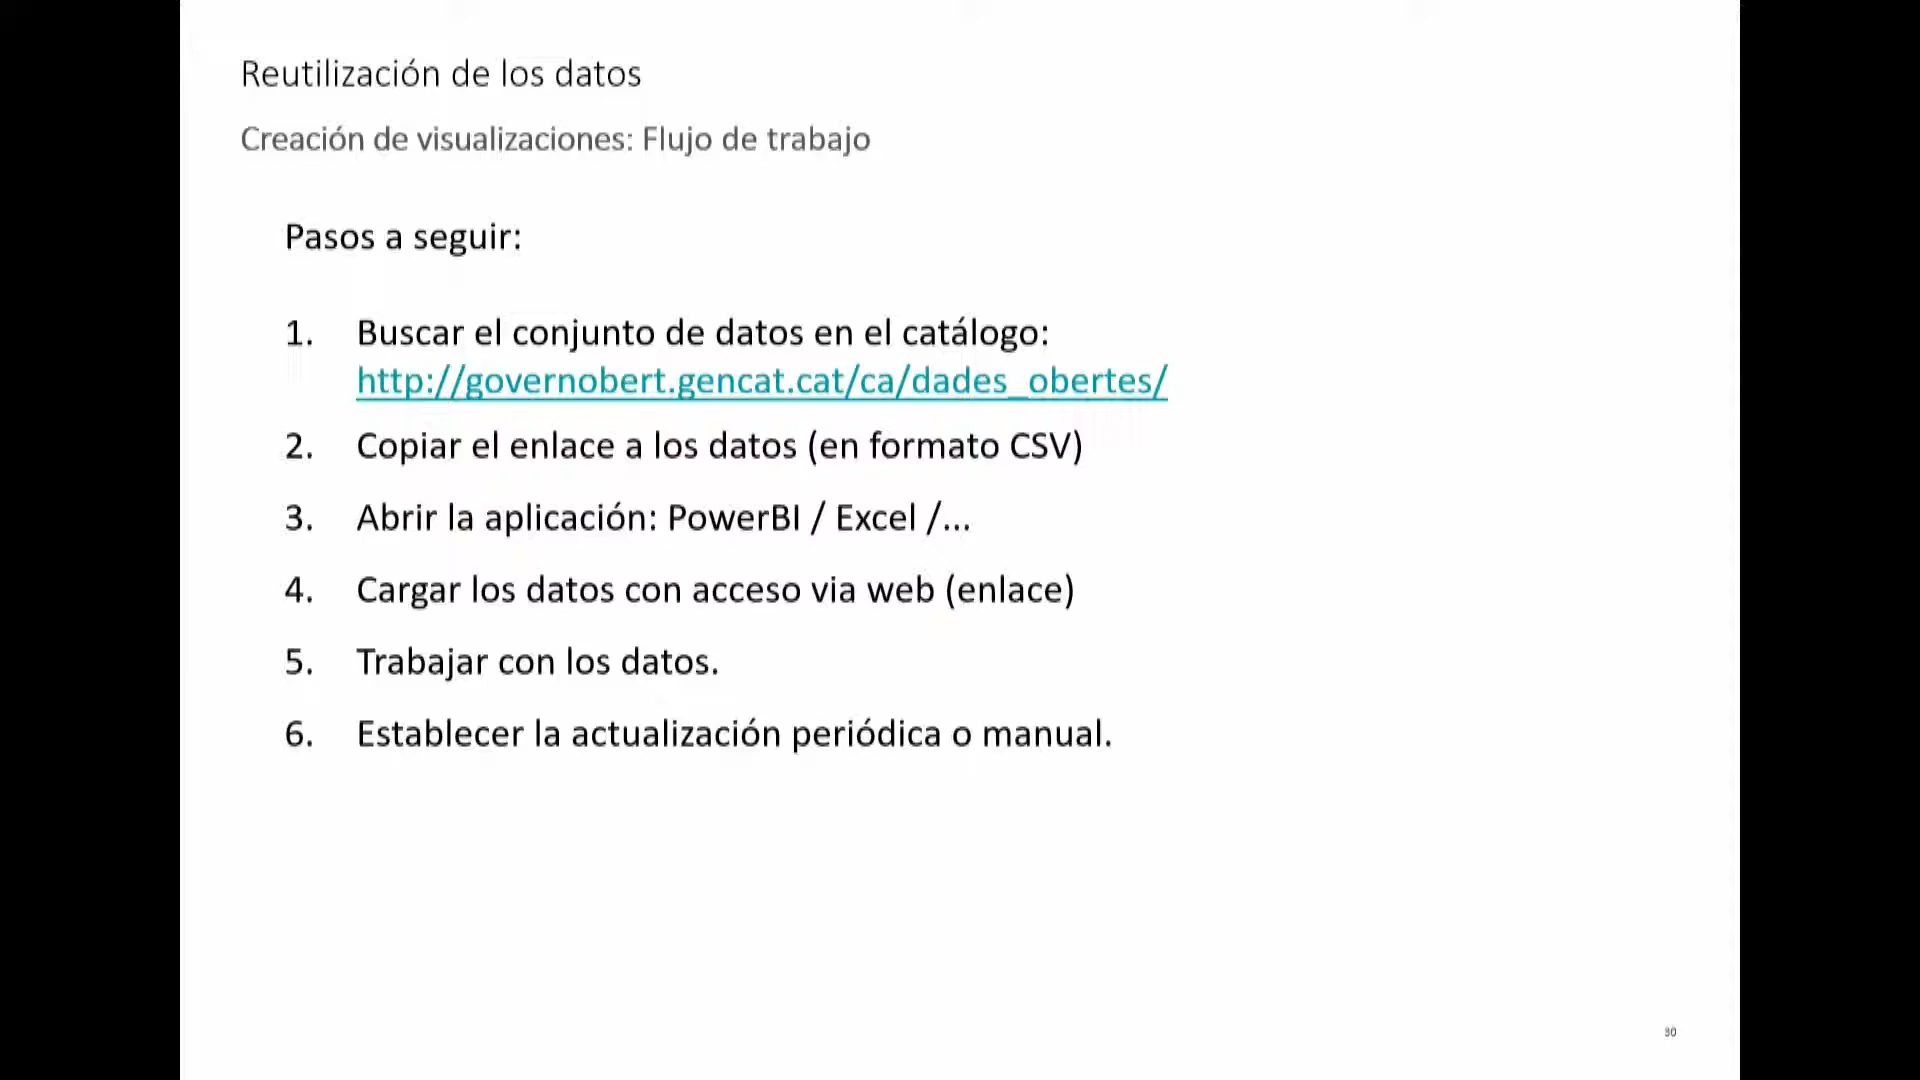 Reutilización de los datos
Creación de visualizaciones: Flujo de trabajo
Pasos a seguir:
1. Buscar el conjunto de datos en el catálogo:
http://governobert.gencat.cat/ca/dades_obertes/
2. Copiar el enlace a los datos (en formato CSV)
3. Abrir la aplicación: PowerBI / Excel /...
4. Cargar los datos con acceso via web (enlace)
5. Trabajar con los datos.
6. Establecer la actualización periódica o manual.
30